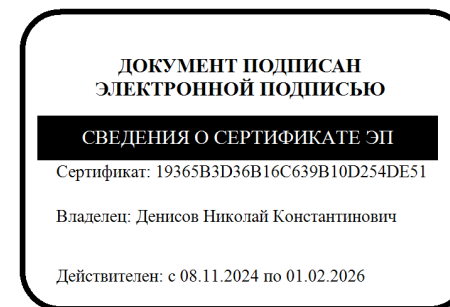 ДОКУМЕНТ ПОДПИСАН
ЭЛЕКТРОННОЙ ПОДПИСЬЮ
СВЕДЕНИЯ О СЕРТИФИКАТЕ ЭП
Сертификат: 19365B3D36B16C639B10D254DE51
Владелец: Денисов Николай Константинович
Действителен: с 08.11.2024 по 01.02.2026